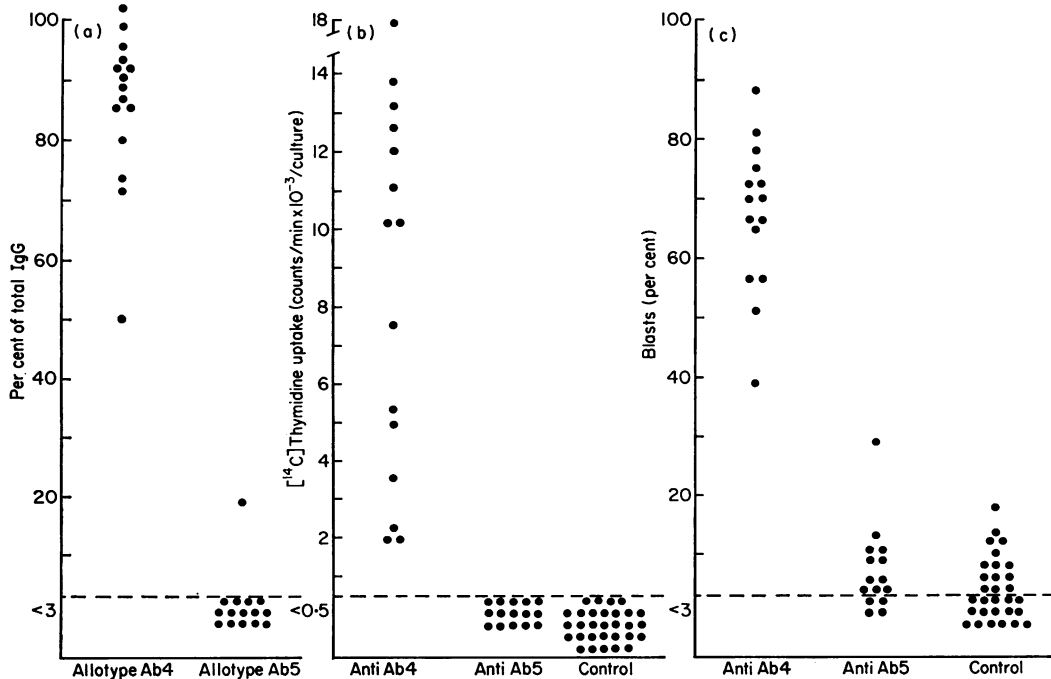 (a)
Per cent of total IgG
100
80
60
40
20
<3
Allotype Ab4 Allotype Ab5
(b)
[¹⁴C] Thymidine uptake (counts/min x 10⁻³/culture)
18
14
12
10
8
6
4
2
<0·5
Anti Ab4 Anti Ab5 Control
(c)
Blasts (per cent)
100
80
60
40
20
<3
Anti Ab4 Anti Ab5 Control